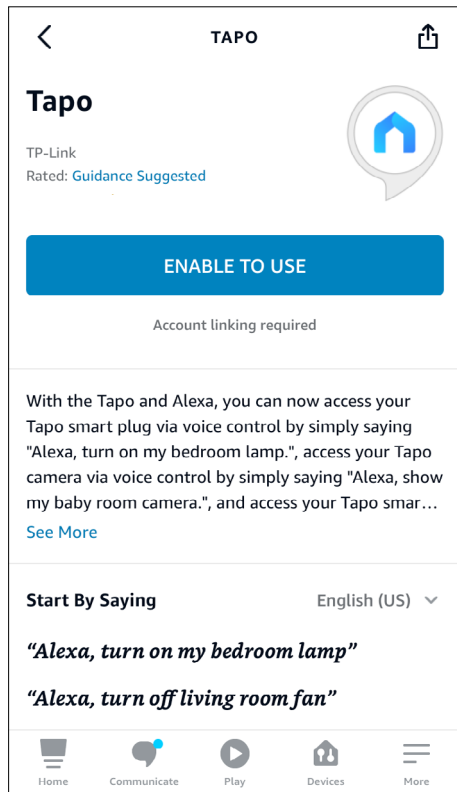 TAPO
Tapo
TP-Link
Rated: Guidance Suggested
ENABLE TO USE
Account linking required
With the Tapo and Alexa, you can now access your
Tapo smart plug via voice control by simply saying
"Alexa, turn on my bedroom lamp.", access your Tapo
camera via voice control by simply saying "Alexa, show
my baby room camera.", and access your Tapo smar...
See More
Start By Saying English (US)
“Alexa, turn on my bedroom lamp”
“Alexa, turn off living room fan”
Home Communicate Play Devices More